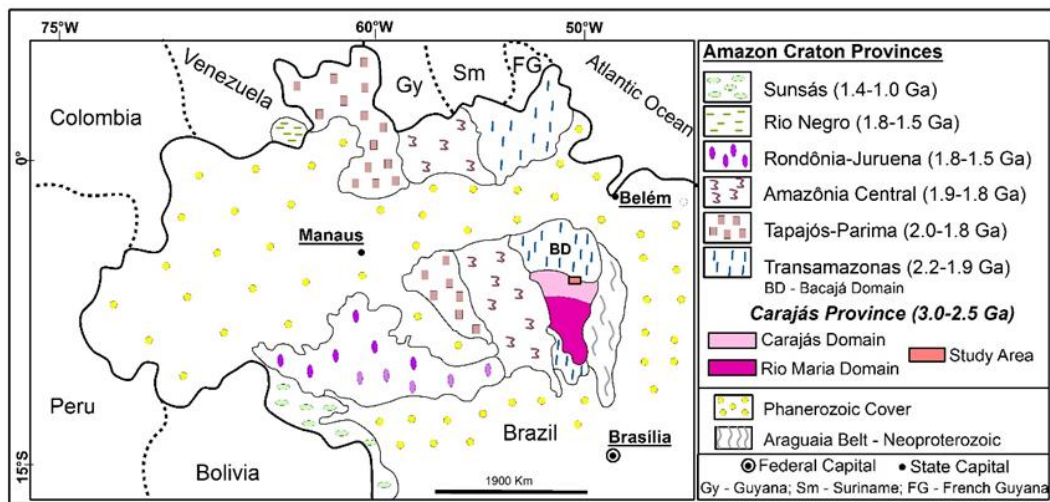 75°W
60°W
50°W
Venezuela
Gy
Sm
FG
Atlantic Ocean
Colombia
0°
Belém
Manaus
BD
Peru
Brazil
Brasília
15°S
Bolivia
1900 Km
Amazon Craton Provinces
Sunsás (1.4-1.0 Ga)
Rio Negro (1.8-1.5 Ga)
Rondônia-Juruena (1.8-1.5 Ga)
Amazônia Central (1.9-1.8 Ga)
Tapajós-Parima (2.0-1.8 Ga)
Transamazonas (2.2-1.9 Ga)
BD - Bacajá Domain
Carajás Province (3.0-2.5 Ga)
Carajás Domain
Study Area
Rio Maria Domain
Phanerozoic Cover
Araguaia Belt - Neoproterozoic
Federal Capital
State Capital
Gy - Guyana; Sm - Suriname; FG - French Guyana